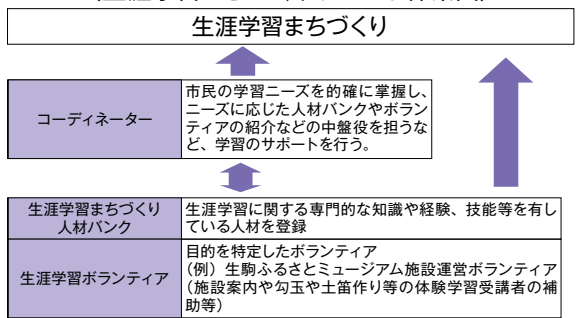 生涯学習まちづくり
コーディネーター
市民の学習ニーズを的確に掌握し、
ニーズに応じた人材バンクやボラン
ティアの紹介などの中盤役を担うな
ど、学習のサポートを行う。
生涯学習まちづくり
人材バンク
生涯学習に関する専門的な知識や経験、技能等を有し
ている人材を登録
生涯学習ボランティア
目的を特定したボランティア
（例）生駒ふるさとミュージアム施設運営ボランティア
（施設案内や勾玉や土笛作り等の体験学習受講者の補
助等）